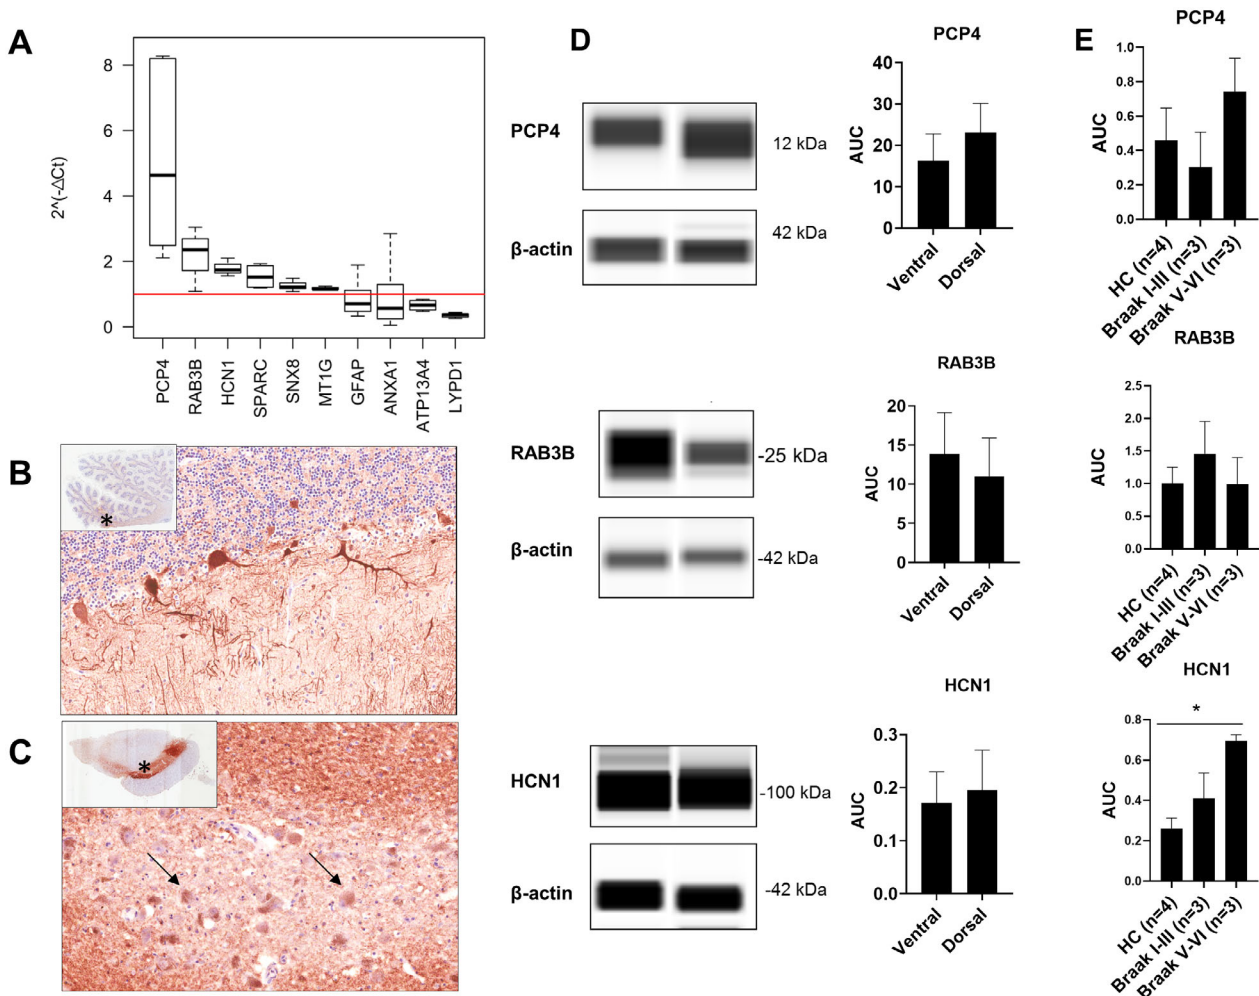 A
2^(-ΔCt)
8
6
4
2
0
PCP4
RAB3B
HCN1
SPARC
SNX8
MT1G
GFAP
ANXA1
ATP13A4
LYPD1
B
*
C
*
D
PCP4
12 kDa
β-actin
42 kDa
PCP4
AUC
40
30
20
10
0
Ventral
Dorsal
RAB3B
-25 kDa
β-actin
-42 kDa
RAB3B
AUC
20
15
10
5
0
Ventral
Dorsal
HCN1
-100 kDa
β-actin
-42 kDa
HCN1
AUC
0.3
0.2
0.1
0.0
Ventral
Dorsal
E
PCP4
AUC
1.0
0.8
0.6
0.4
0.2
0.0
HC (n=4)
Braak I-III (n=3)
Braak V-VI (n=3)
RAB3B
AUC
2.5
2.0
1.5
1.0
0.5
0.0
HC (n=4)
Braak I-III (n=3)
Braak V-VI (n=3)
HCN1
*
AUC
0.8
0.6
0.4
0.2
0.0
HC (n=4)
Braak I-III (n=3)
Braak V-VI (n=3)